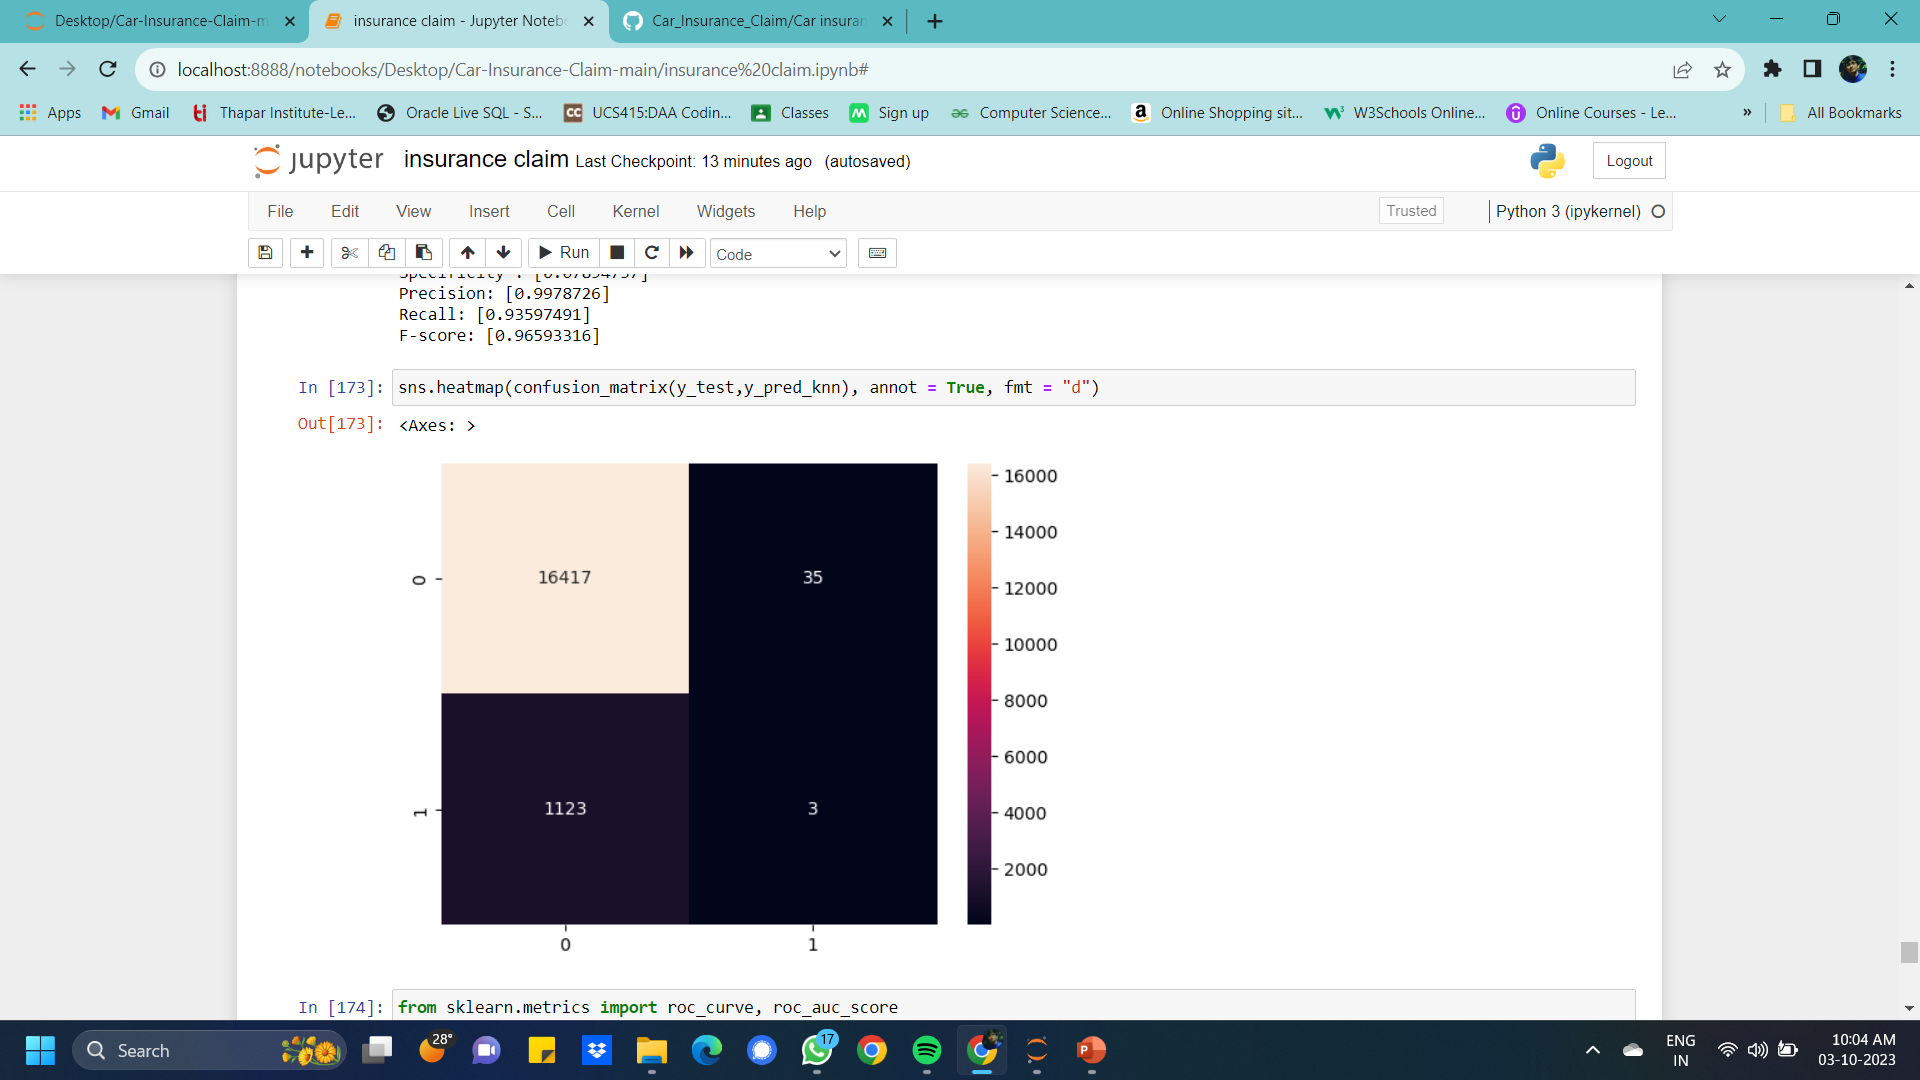 Desktop/Car-Insurance-Claim-m
insurance claim - Jupyter Noteb
Car_Insurance_Claim/Car insuran
localhost:8888/notebooks/Desktop/Car-Insurance-Claim-main/insurance%20claim.ipynb#
Apps Gmail Thapar Institute-Le... Oracle Live SQL - S... UCS415:DAA Codin... Classes Sign up Computer Science... Online Shopping sit... W3Schools Online... Online Courses - Le... » All Bookmarks
jupyter insurance claim Last Checkpoint: 13 minutes ago (autosaved) Logout
File Edit View Insert Cell Kernel Widgets Help Trusted Python 3 (ipykernel)
Run Code
Specificity : [0.07894737]
Precision: [0.9978726]
Recall: [0.93597491]
F-score: [0.96593316]
In [173]: sns.heatmap(confusion_matrix(y_test,y_pred_knn), annot = True, fmt = "d")
Out[173]: <Axes: >
16000
14000
0 16417 35
12000
10000
8000
6000
1 1123 3
4000
2000
0 1
In [174]: from sklearn.metrics import roc_curve, roc_auc_score
Search 28° 17 ENG IN 10:04 AM
03-10-2023